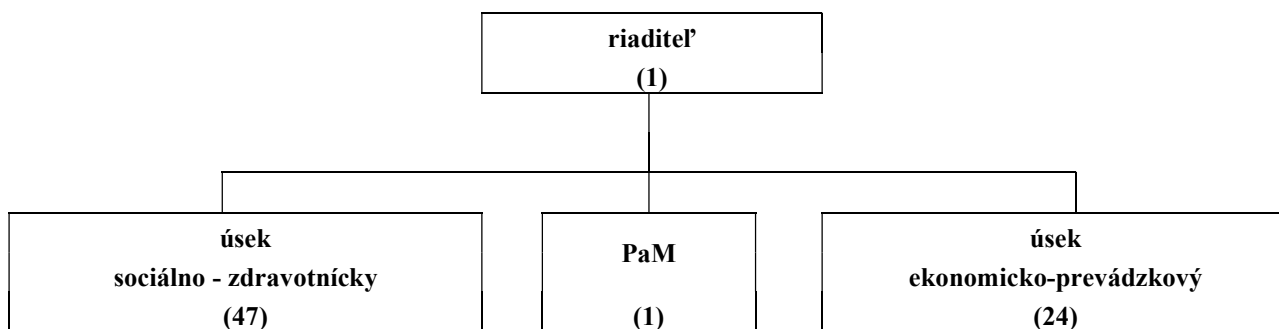 riaditeľ
(1)
úsek
sociálno - zdravotnícky
(47)
PaM
(1)
úsek
ekonomicko-prevádzkový
(24)